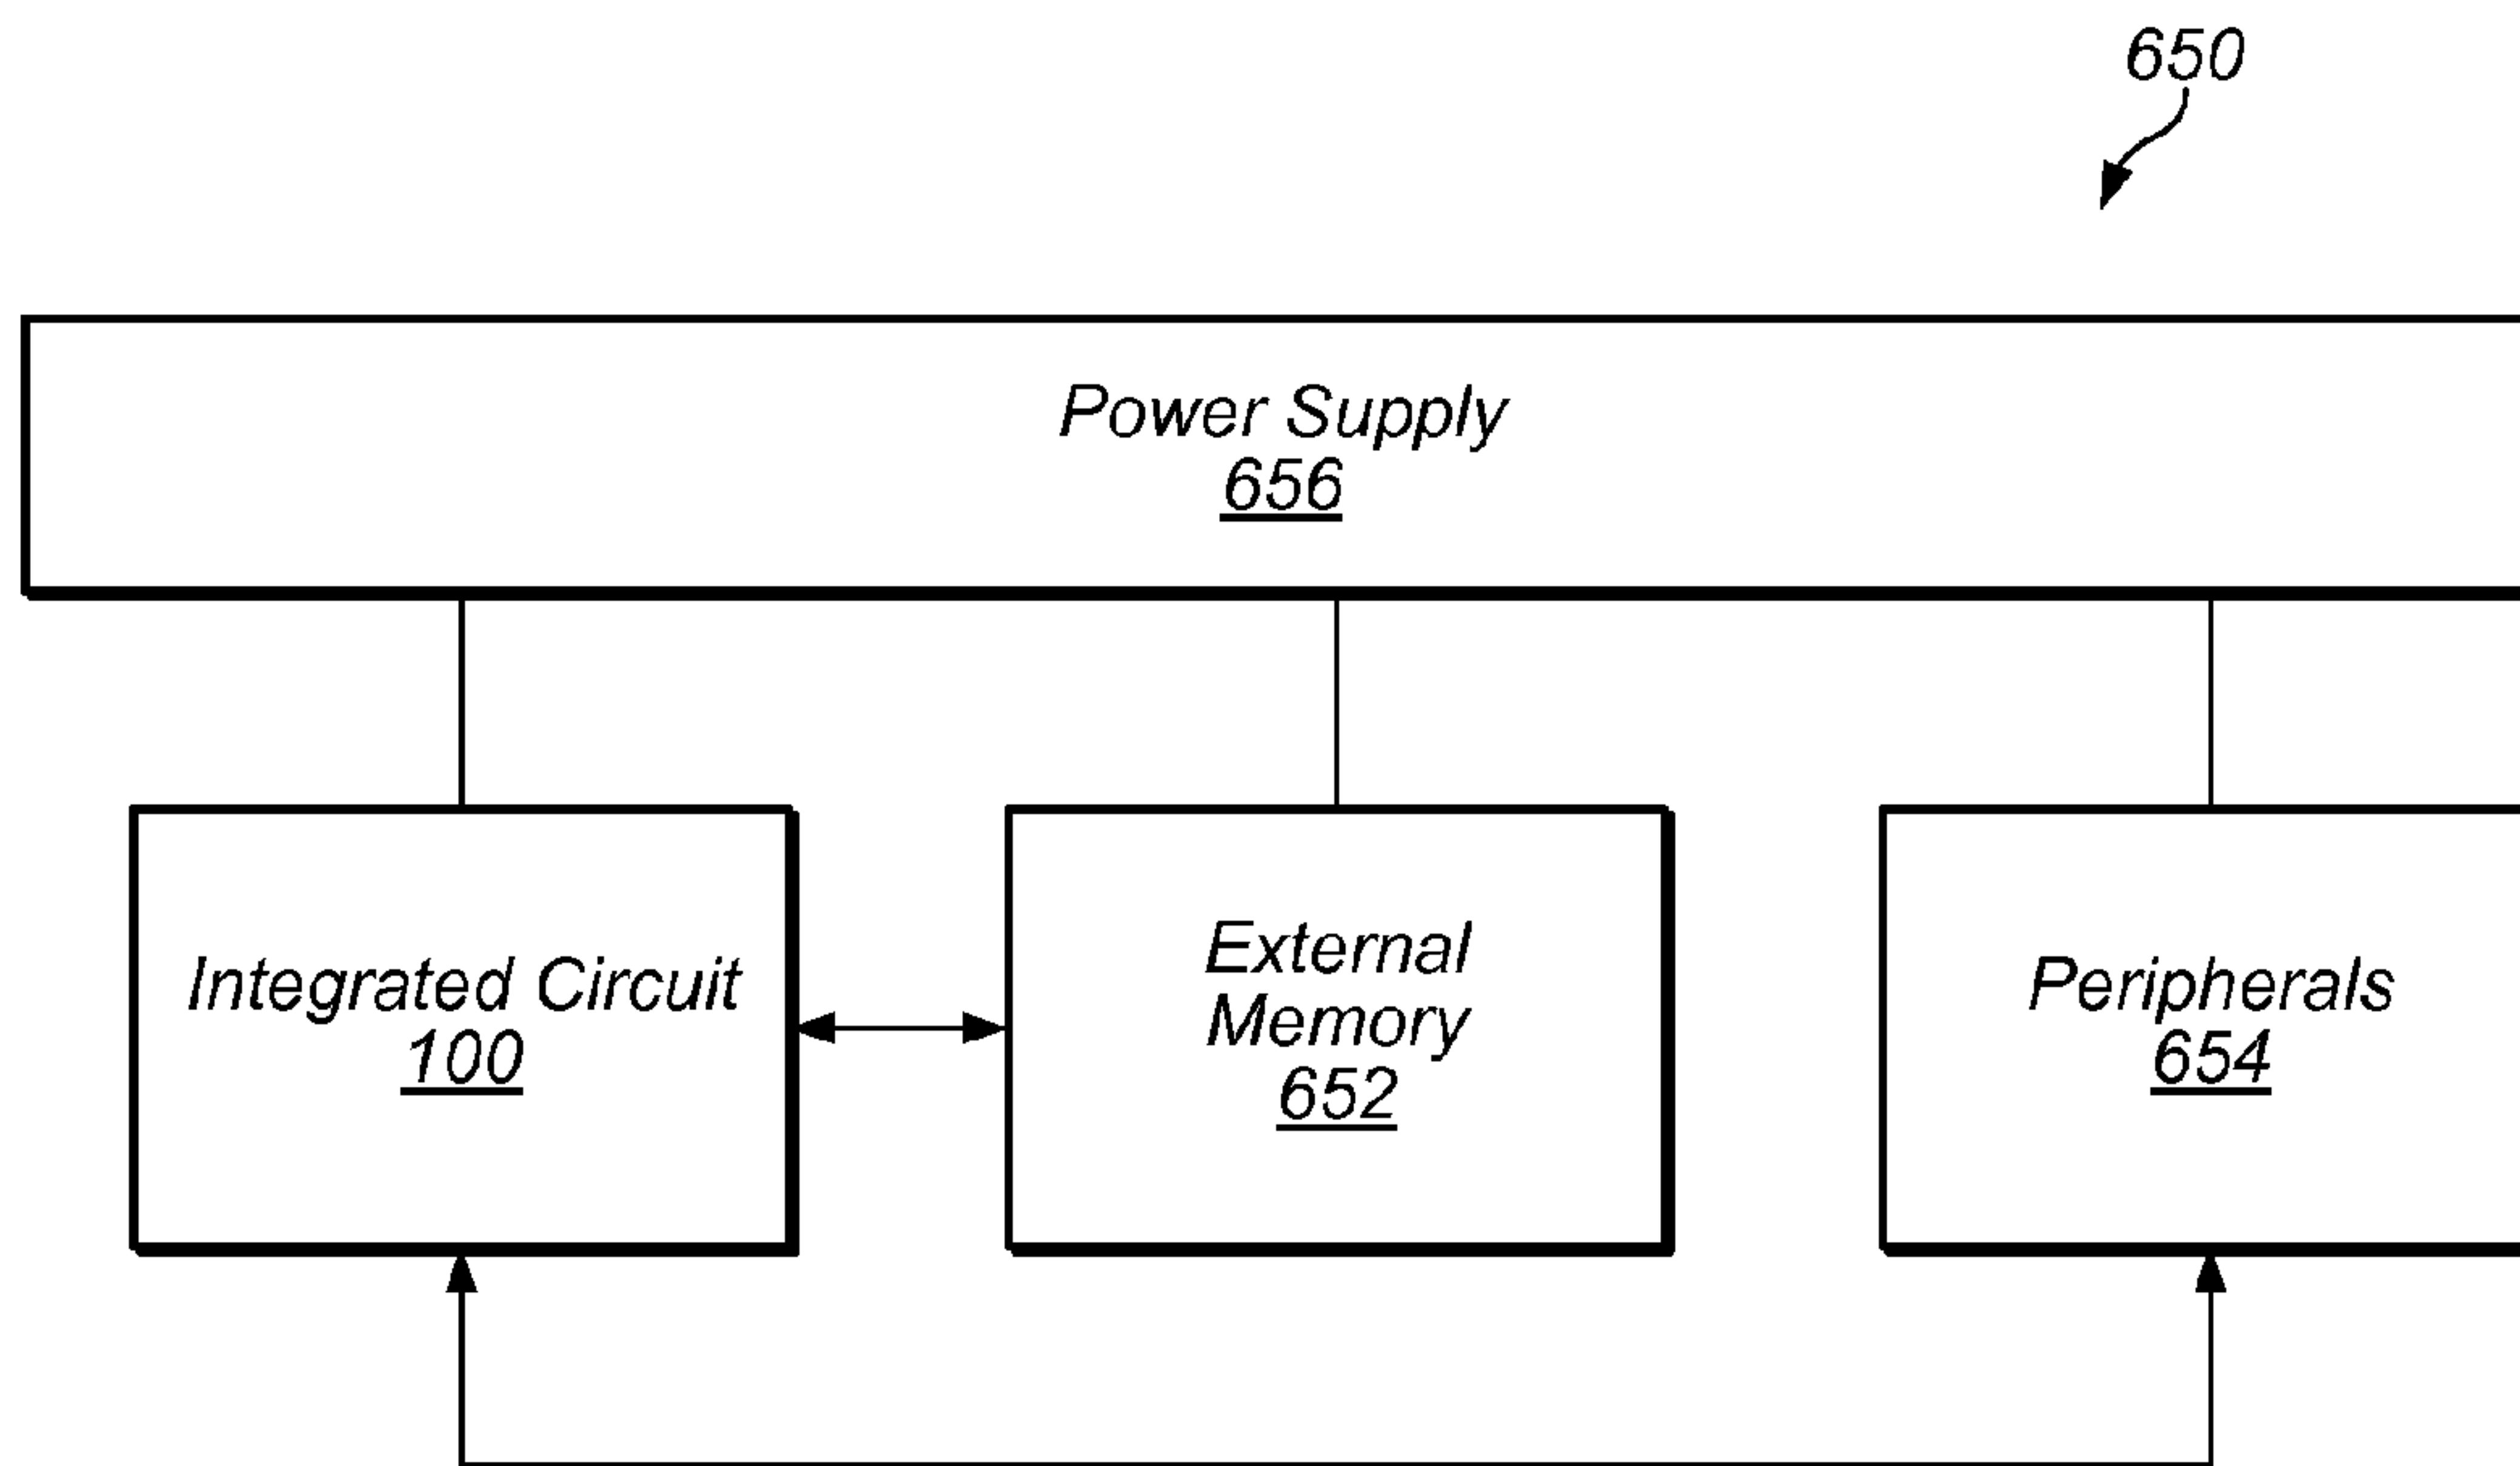 650
Power Supply
656
Integrated Circuit
100
External
Memory
652
Peripherals
654